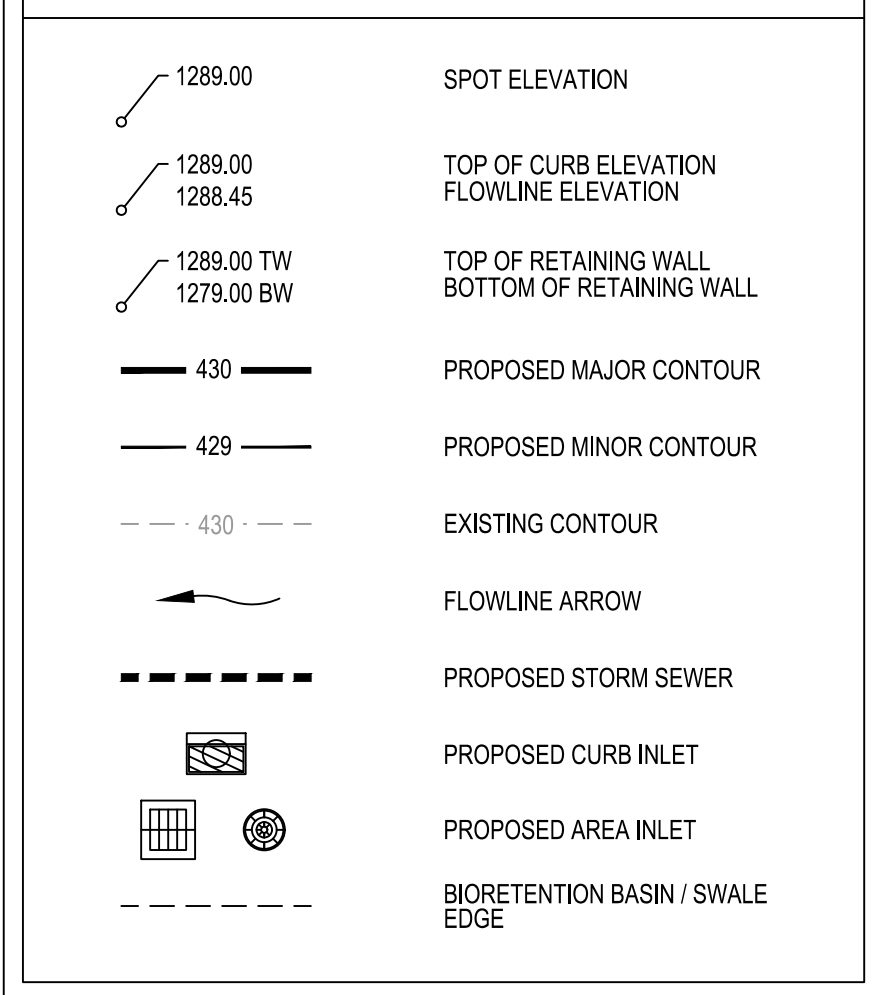 1289.00
SPOT ELEVATION
1289.00
1288.45
TOP OF CURB ELEVATION
FLOWLINE ELEVATION
1289.00 TW
1279.00 BW
TOP OF RETAINING WALL
BOTTOM OF RETAINING WALL
430
PROPOSED MAJOR CONTOUR
429
PROPOSED MINOR CONTOUR
430
EXISTING CONTOUR
FLOWLINE ARROW
PROPOSED STORM SEWER
PROPOSED CURB INLET
PROPOSED AREA INLET
BIORETENTION BASIN / SWALE
EDGE